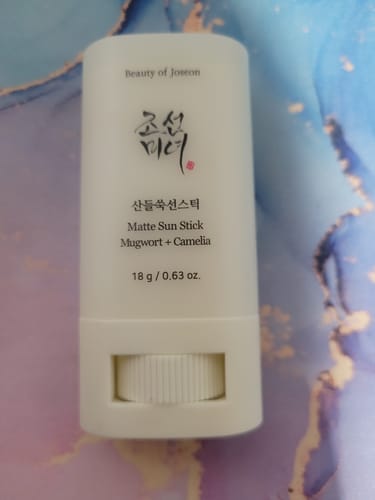 Beauty of Joseon
조선
미녀
산들쑥선스틱
Matte Sun Stick
Mugwort + Camelia
18 g / 0.63 oz.